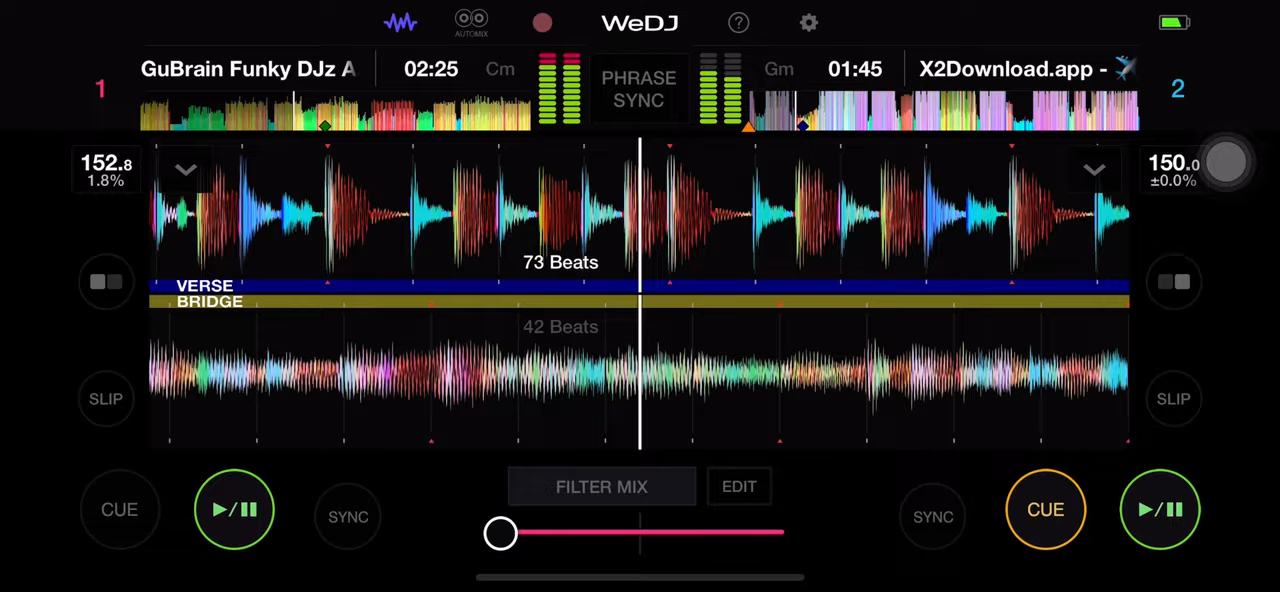 WeDJ
?
AUTOMIX
1
GuBrain Funky DJz A
02:25
Cm
PHRASE
SYNC
Gm
01:45
X2Download.app - ✈️
2
152.8
1.8%
150.0
±0.0%
73 Beats
VERSE
BRIDGE
42 Beats
SLIP
SLIP
CUE
SYNC
FILTER MIX
EDIT
SYNC
CUE